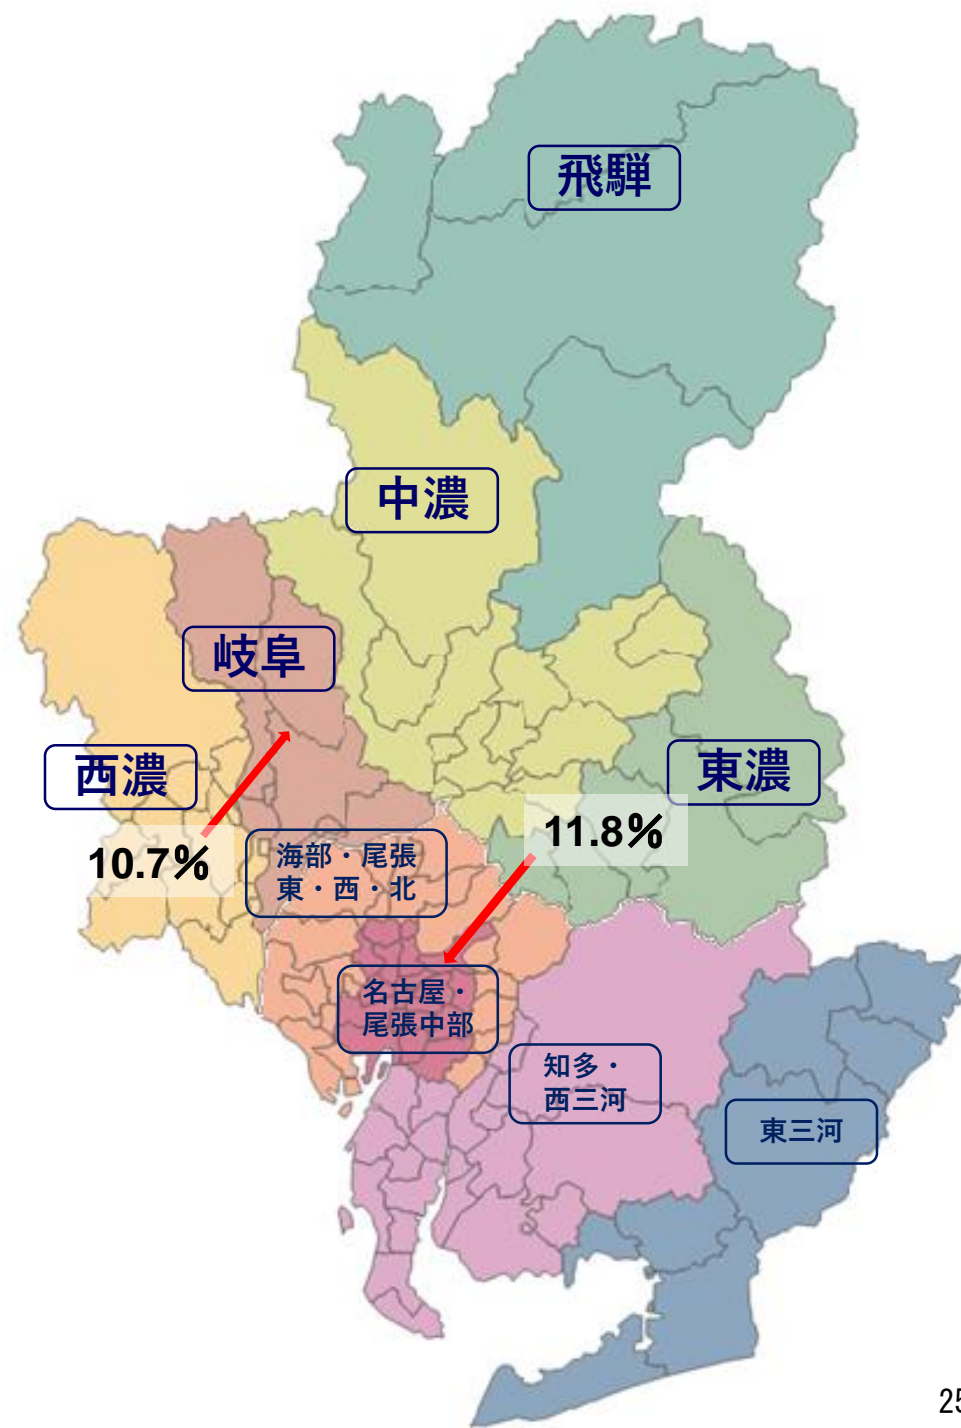 飛騨
中濃
岐阜
西濃
東濃
11.8%
10.7%
海部・尾張
東・西・北
名古屋・
尾張中部
知多・
西三河
東三河
25